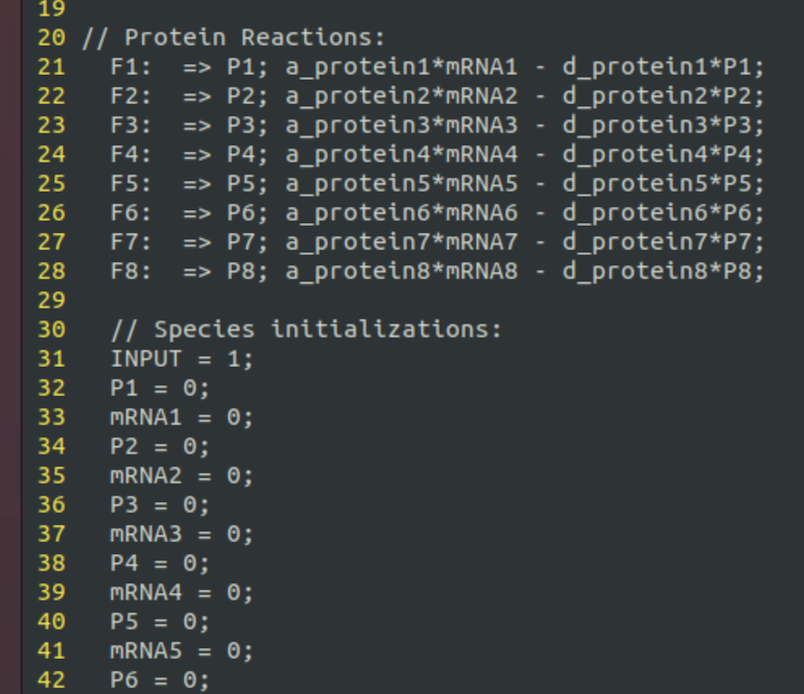 19
20 // Protein Reactions:
21 F1: => P1; a_protein1*mRNA1 - d_protein1*P1;
22 F2: => P2; a_protein2*mRNA2 - d_protein2*P2;
23 F3: => P3; a_protein3*mRNA3 - d_protein3*P3;
24 F4: => P4; a_protein4*mRNA4 - d_protein4*P4;
25 F5: => P5; a_protein5*mRNA5 - d_protein5*P5;
26 F6: => P6; a_protein6*mRNA6 - d_protein6*P6;
27 F7: => P7; a_protein7*mRNA7 - d_protein7*P7;
28 F8: => P8; a_protein8*mRNA8 - d_protein8*P8;
29
30 // Species initializations:
31 INPUT = 1;
32 P1 = 0;
33 mRNA1 = 0;
34 P2 = 0;
35 mRNA2 = 0;
36 P3 = 0;
37 mRNA3 = 0;
38 P4 = 0;
39 mRNA4 = 0;
40 P5 = 0;
41 mRNA5 = 0;
42 P6 = 0;